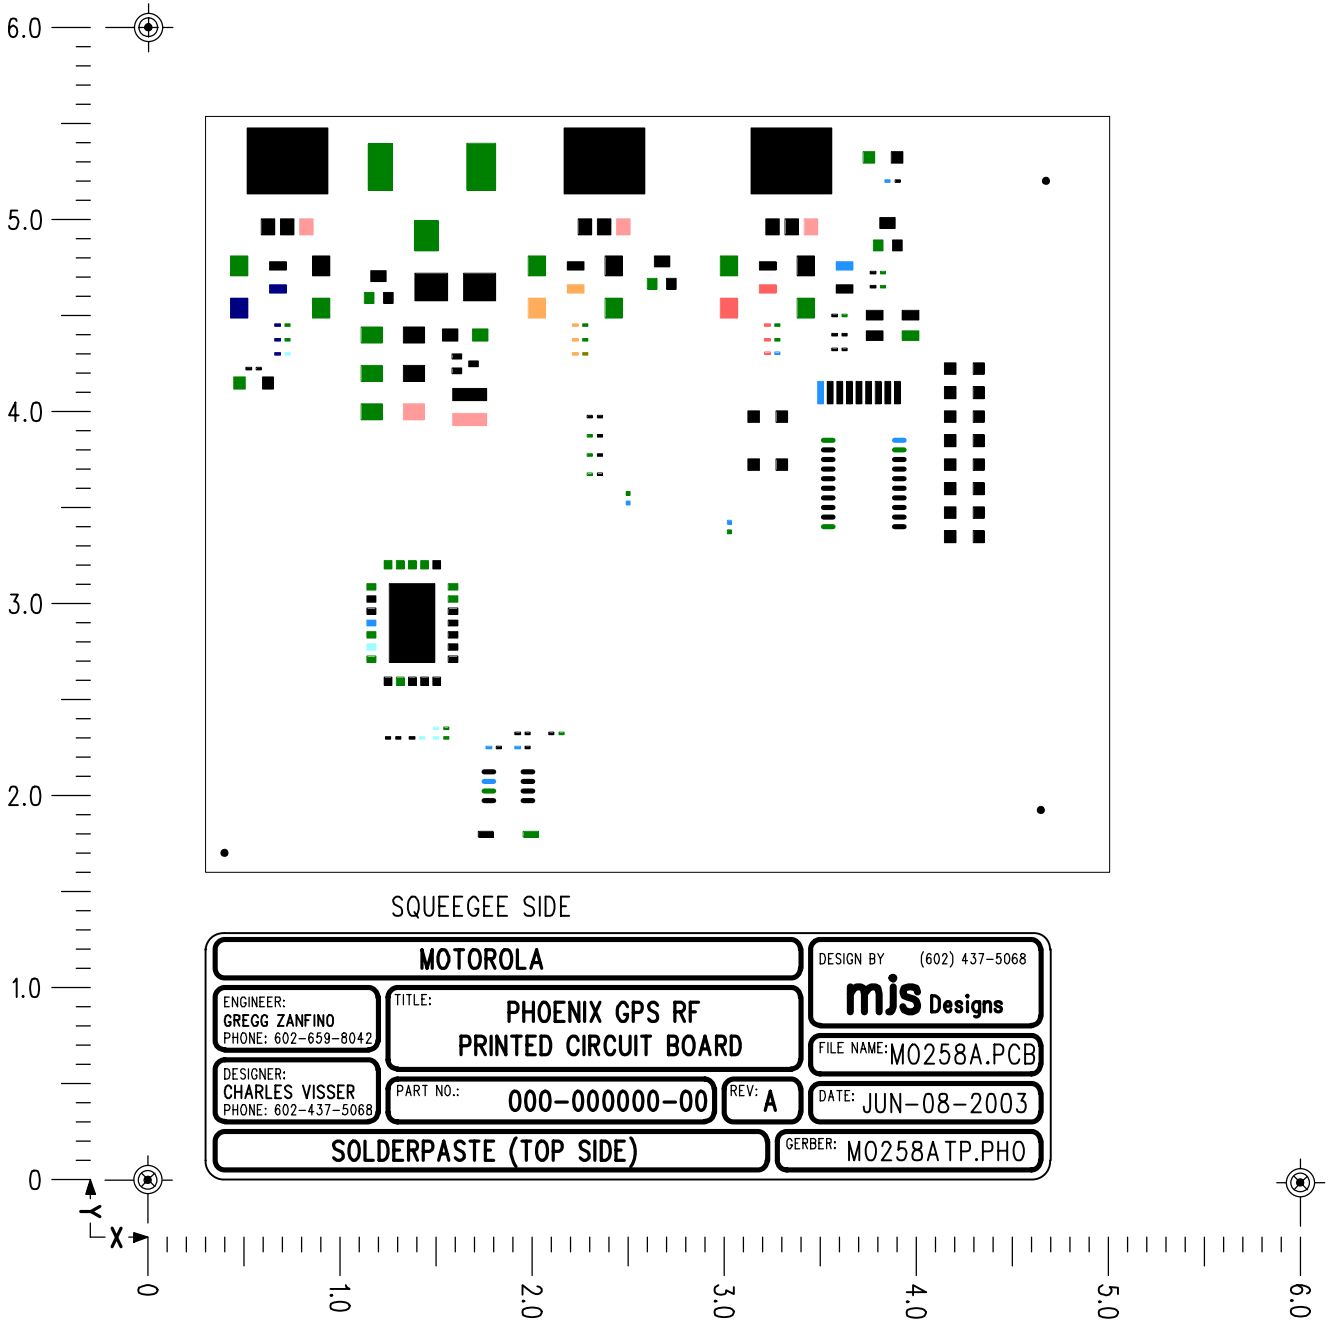 6.0
5.0
4.0
3.0
2.0
1.0
0
Y
X
0
1.0
2.0
3.0
4.0
5.0
6.0
SQUEEGEE SIDE
MOTOROLA
DESIGN BY (602) 437-5068
mjs Designs
ENGINEER:
GREGG ZANFINO
PHONE: 602-659-8042
TITLE:
PHOENIX GPS RF
PRINTED CIRCUIT BOARD
FILE NAME: M0258A.PCB
DESIGNER:
CHARLES VISSER
PHONE: 602-437-5068
PART NO.: 000-000000-00
REV: A
DATE: JUN-08-2003
SOLDERPASTE (TOP SIDE)
GERBER: M0258ATP.PHO